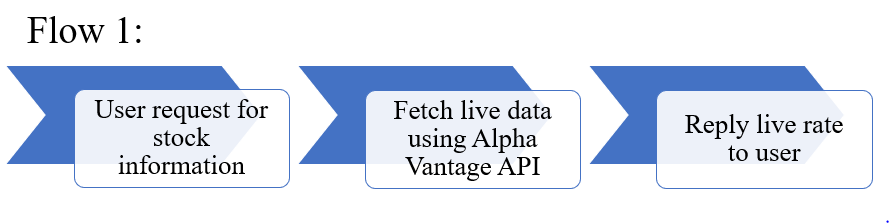 Flow 1:
User request for
stock
information
Fetch live data
using Alpha
Vantage API
Reply live rate
to user
.